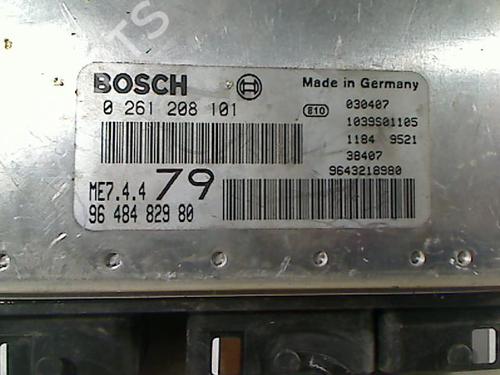 BOSCH
Made in Germany
0 261 208 101
e10 030407
1039S01105
1184 9521
38407
9643218980
ME7.4.4 79
96 484 829 80